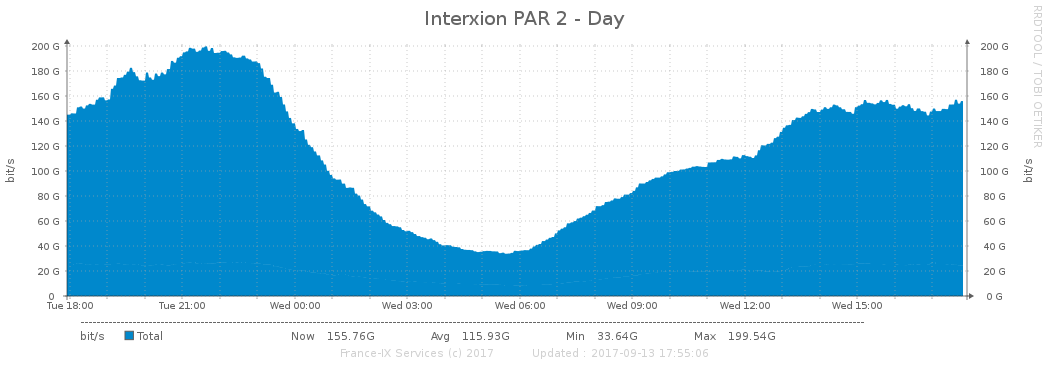 Interxion PAR 2 - Day
RRDTOOL / TOBI OETIKER
bit/s
bit/s
200 G 200 G
180 G 180 G
160 G 160 G
140 G 140 G
120 G 120 G
100 G 100 G
80 G 80 G
60 G 60 G
40 G 40 G
20 G 20 G
0 0 G
Tue 18:00 Tue 21:00 Wed 00:00 Wed 03:00 Wed 06:00 Wed 09:00 Wed 12:00 Wed 15:00
bit/s Total Now 155.76G Avg 115.93G Min 33.64G Max 199.54G
France-IX Services (c) 2017 Updated : 2017-09-13 17:55:06